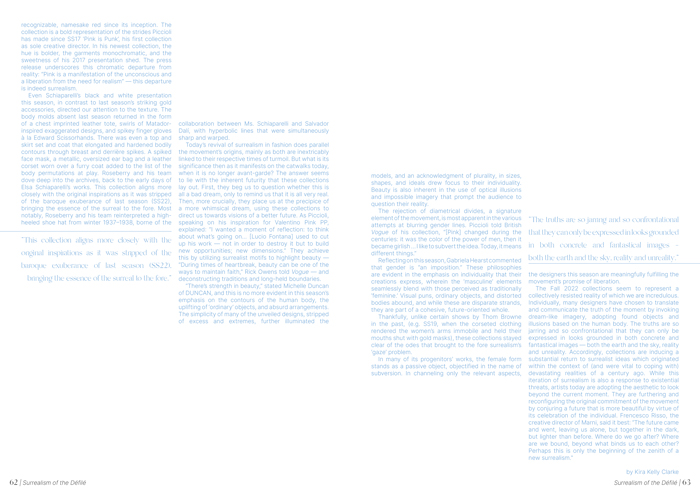 recognizable, namesake red since its inception. The
collection is a bold representation of the strides Piccioli
has made since SS17 'Pink is Punk', his first collection
as sole creative director. In his newest collection, the
hue is bolder, the garments monochromatic, and the
sweetness of his 2017 presentation shed. The press
release underscores this chromatic departure from
reality: "Pink is a manifestation of the unconscious and
a liberation from the need for realism" — this departure
is indeed surrealism.
Even Schiaparelli's black and white presentation
this season, in contrast to last season's striking gold
accessories, directed our attention to the texture. The
body molds absent last season returned in the form
of a chest imprinted leather tote, swirls of Matador-
inspired exaggerated designs, and spikey finger gloves
à la Edward Scissorhands. There was even a top and
skirt set and coat that elongated and hardened bodily
contours through breast and derrière spikes. A spiked
face mask, a metallic, oversized ear bag and a leather
corset worn over a furry coat added to the list of the
body permutations at play. Roseberry and his team
dove deep into the archives, back to the early days of
Elsa Schiaparelli's works. This collection aligns more
closely with the original inspirations as it was stripped
of the baroque exuberance of last season (SS22),
bringing the essence of the surreal to the fore. Most
notably, Roseberry and his team reinterpreted a high-
heeled shoe hat from winter 1937–1938, borne of the
"This collection aligns more closely with the
original inspirations as it was stripped of the
baroque exuberance of last season (SS22),
bringing the essence of the surreal to the fore."
collaboration between Ms. Schiaparelli and Salvador
Dalí, with hyperbolic lines that were simultaneously
sharp and warped.
Today's revival of surrealism in fashion does parallel
the movement's origins, mainly as both are inextricably
linked to their respective times of turmoil. But what is its
significance then as it manifests on the catwalks today,
when it is no longer avant-garde? The answer seems
to lie with the inherent futurity that these collections
lay out. First, they beg us to question whether this is
all a bad dream, only to remind us that it is all very real.
Then, more crucially, they place us at the precipice of
a more whimsical dream, using these collections to
direct us towards visions of a better future. As Piccioli,
speaking on his inspiration for Valentino Pink PP,
explained: "I wanted a moment of reflection: to think
about what's going on... [Lucio Fontana] used to cut
up his work — not in order to destroy it but to build
new opportunities; new dimensions." They achieve
this by utilizing surrealist motifs to highlight beauty —
"During times of heartbreak, beauty can be one of the
ways to maintain faith," Rick Owens told Vogue — and
deconstructing traditions and long-held boundaries.
"There's strength in beauty," stated Michelle Duncan
of DUNCAN, and this is no more evident in this season's
emphasis on the contours of the human body, the
uplifting of 'ordinary' objects, and absurd arrangements.
The simplicity of many of the unveiled designs, stripped
of excess and extremes, further illuminated the
models, and an acknowledgment of plurality, in sizes,
shapes, and ideals drew focus to their individuality.
Beauty is also inherent in the use of optical illusions
and impossible imagery that prompt the audience to
question their reality.
The rejection of diametrical divides, a signature
element of the movement, is most apparent in the various
attempts at blurring gender lines. Piccioli told British
Vogue of his collection, "[Pink] changed during the
centuries: it was the color of the power of men, then it
became girlish … I like to subvert the idea. Today, it means
different things."
Reflecting on this season, Gabriela Hearst commented
that gender is "an imposition." These philosophies
are evident in the emphasis on individuality that their
creations express, wherein the 'masculine' elements
seamlessly blend with those perceived as traditionally
'feminine.' Visual puns, ordinary objects, and distorted
bodies abound, and while these are disparate strands,
they are part of a cohesive, future-oriented whole.
Thankfully, unlike certain shows by Thom Browne
in the past, (e.g. SS19, when the corseted clothing
rendered the women's arms immobile and held their
mouths shut with gold masks), these collections stayed
clear of the odes that brought to the fore surrealism's
'gaze' problem.
In many of its progenitors' works, the female form
stands as a passive object, objectified in the name of
subversion. In channeling only the relevant aspects,
"The truths are so jarring and so confrontational
that they can only be expressed in looks grounded
in both concrete and fantastical images –
both the earth and the sky, reality and unreality."
the designers this season are meaningfully fulfilling the
movement's promise of liberation.
The Fall 2022 collections seem to represent a
collectively resisted reality of which we are incredulous.
Individually, many designers have chosen to translate
and communicate the truth of the moment by invoking
dream-like imagery, adopting found objects and
illusions based on the human body. The truths are so
jarring and so confrontational that they can only be
expressed in looks grounded in both concrete and
fantastical images — both the earth and the sky, reality
and unreality. Accordingly, collections are inducing a
substantial return to surrealist ideas which originated
within the context of (and were vital to coping with)
devastating realities of a century ago. While this
iteration of surrealism is also a response to existential
threats, artists today are adopting the aesthetic to look
beyond the current moment. They are furthering and
reconfiguring the original commitment of the movement
by conjuring a future that is more beautiful by virtue of
its celebration of the individual. Francesco Risso, the
creative director of Marni, said it best: "The future came
and went, leaving us alone, but together in the dark,
but lighter than before. Where do we go after? Where
are we bound, beyond what binds us to each other?
Perhaps this is only the beginning of the zenith of a
new surrealism."
by Kira Kelly Clarke
62 | Surrealism of the Défilé
Surrealism of the Défilé | 63